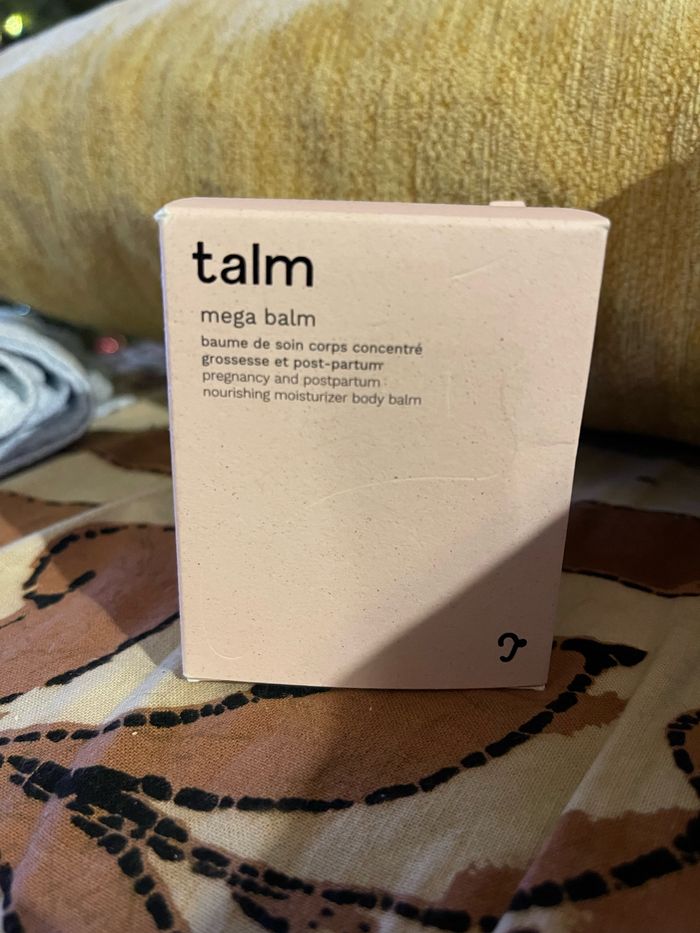 talm
mega balm
baume de soin corps concentré
grossesse et post-partum
pregnancy and postpartum
nourishing moisturizer body balm